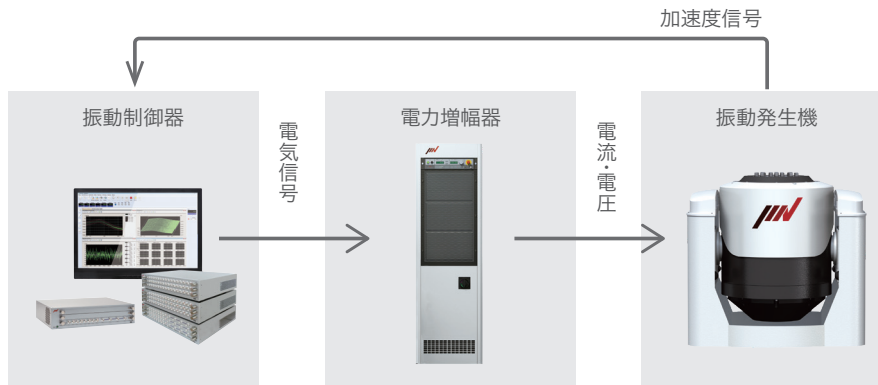 加速度信号
振動制御器
電気信号
電力増幅器
電流・電圧
振動発生機